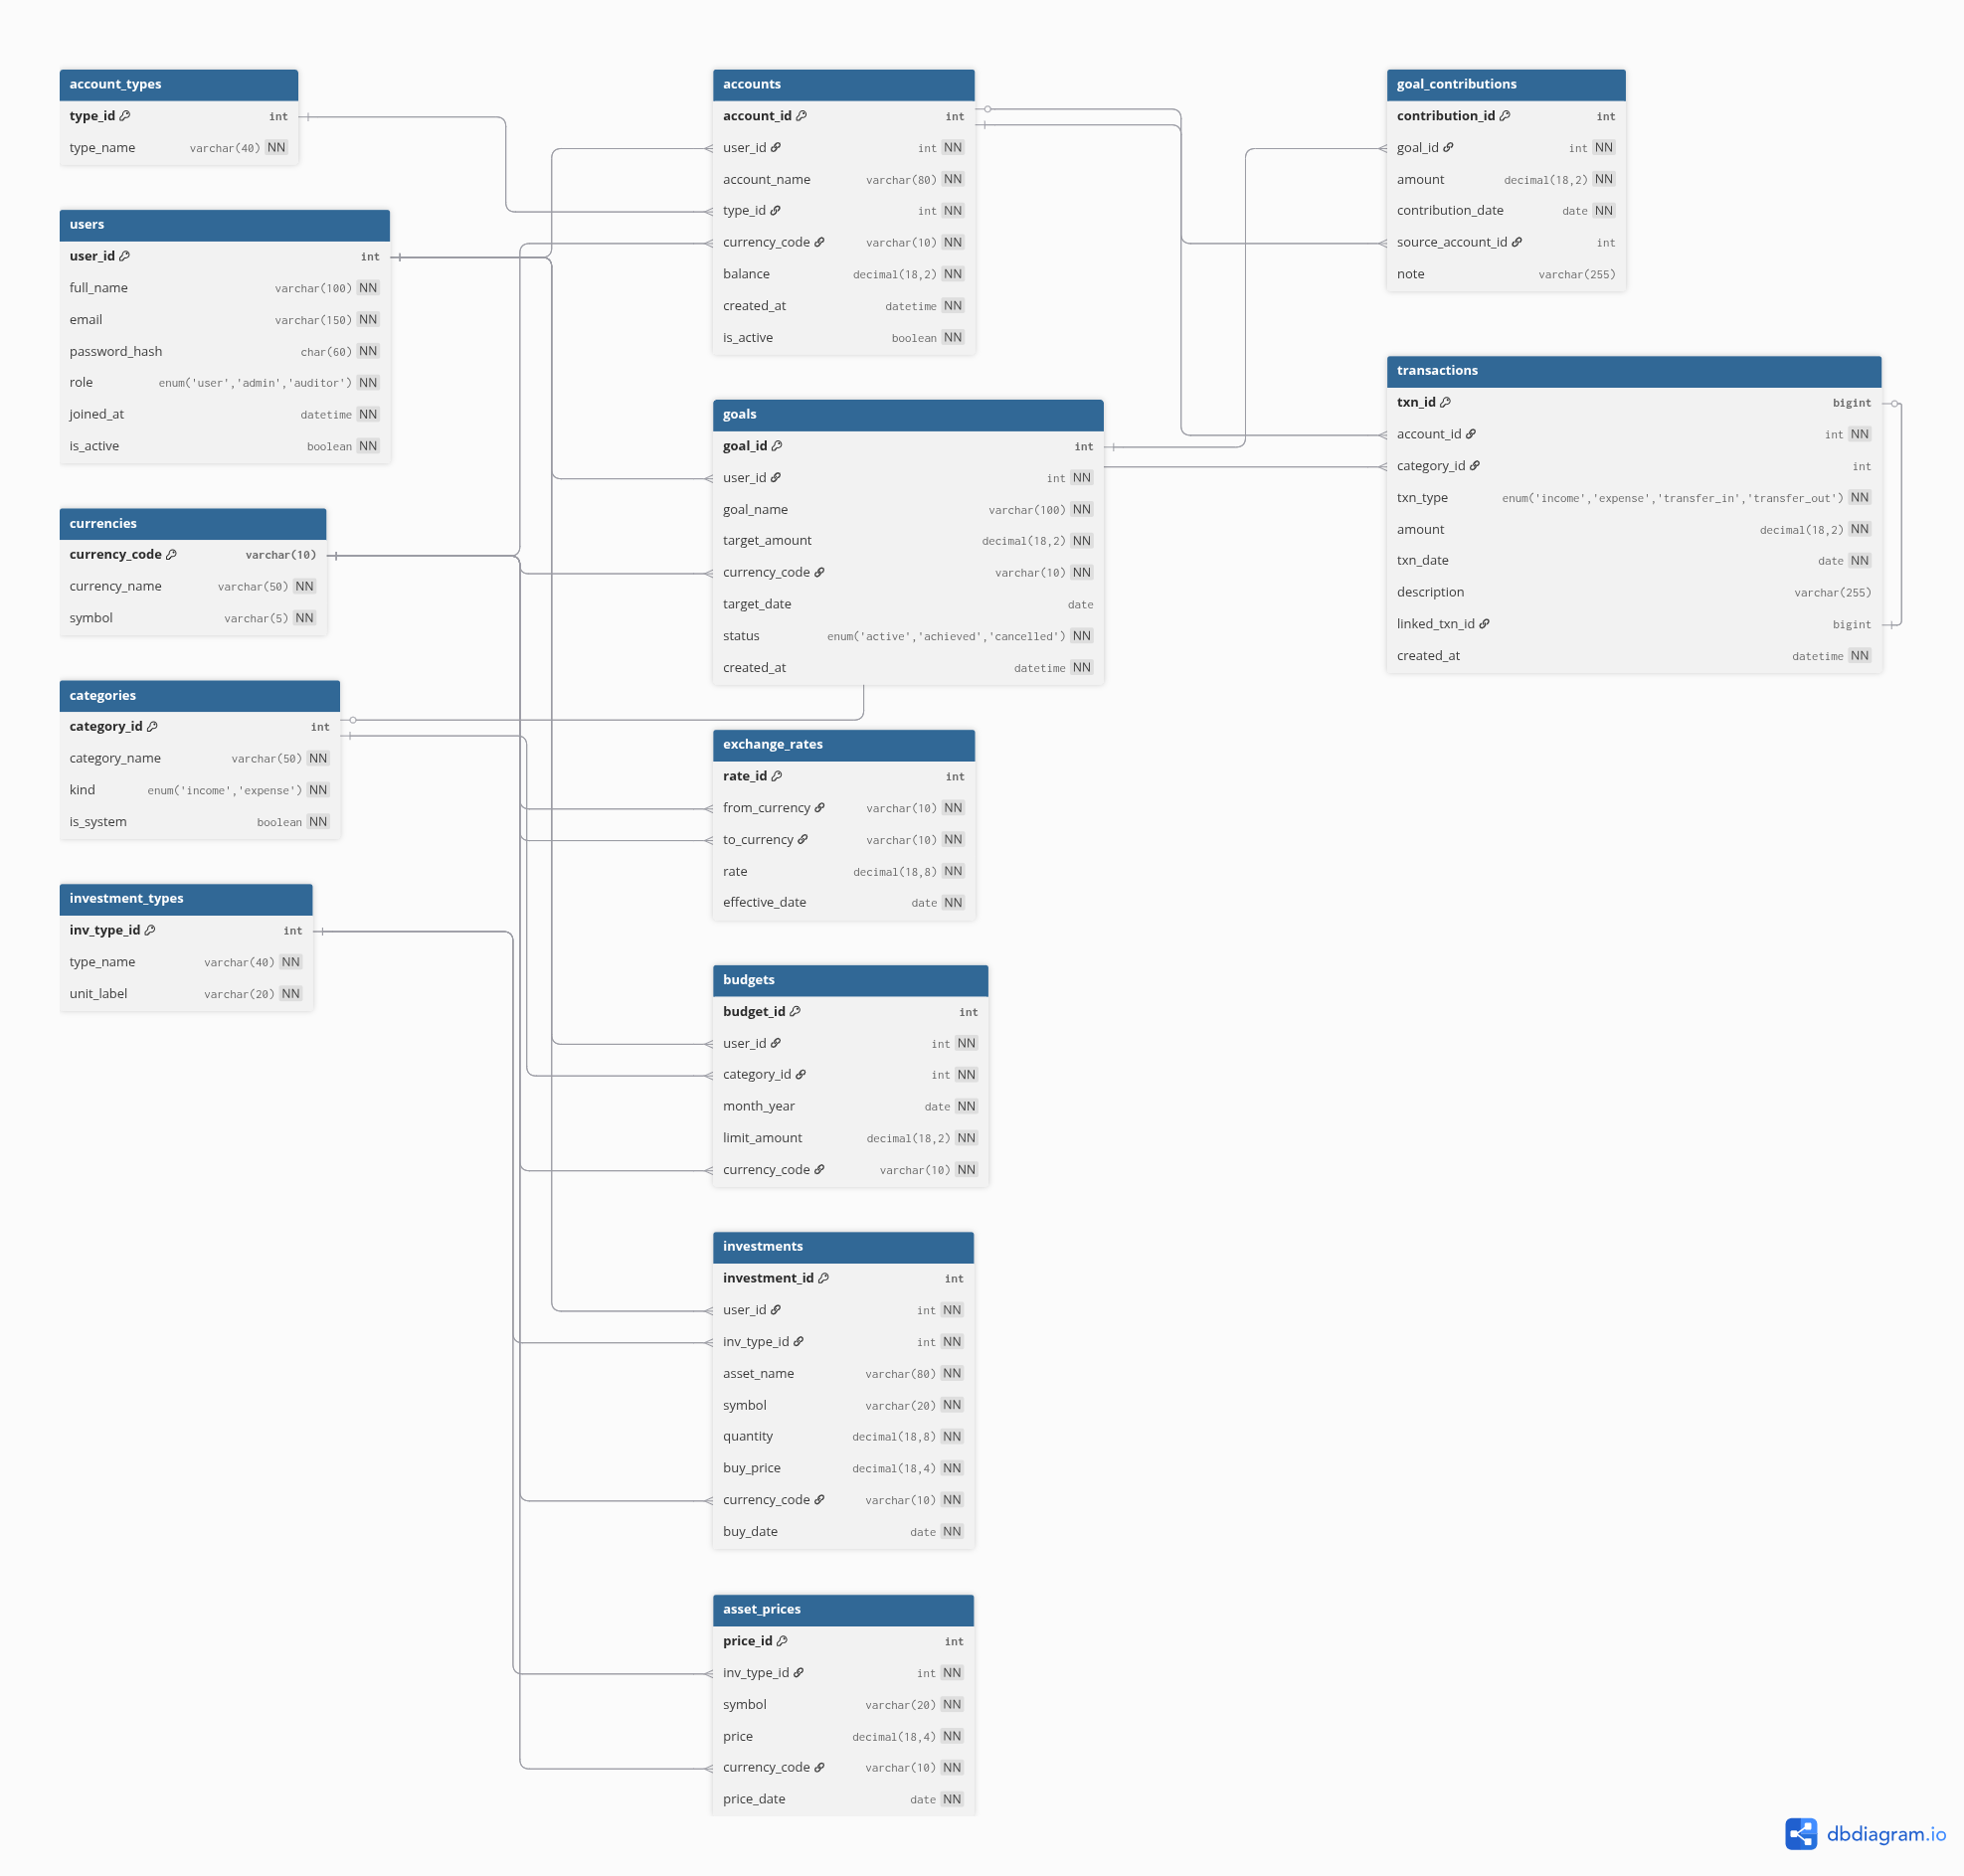 account_types
type_id int
type_name varchar(40) NN
users
user_id int
full_name varchar(100) NN
email varchar(150) NN
password_hash char(60) NN
role enum('user','admin','auditor') NN
joined_at datetime NN
is_active boolean NN
currencies
currency_code varchar(10)
currency_name varchar(50) NN
symbol varchar(5) NN
categories
category_id int
category_name varchar(50) NN
kind enum('income','expense') NN
is_system boolean NN
investment_types
inv_type_id int
type_name varchar(40) NN
unit_label varchar(20) NN
accounts
account_id int
user_id int NN
account_name varchar(80) NN
type_id int NN
currency_code varchar(10) NN
balance decimal(18,2) NN
created_at datetime NN
is_active boolean NN
goals
goal_id int
user_id int NN
goal_name varchar(100) NN
target_amount decimal(18,2) NN
currency_code varchar(10) NN
target_date date
status enum('active','achieved','cancelled') NN
created_at datetime NN
exchange_rates
rate_id int
from_currency varchar(10) NN
to_currency varchar(10) NN
rate decimal(18,8) NN
effective_date date NN
budgets
budget_id int
user_id int NN
category_id int NN
month_year date NN
limit_amount decimal(18,2) NN
currency_code varchar(10) NN
investments
investment_id int
user_id int NN
inv_type_id int NN
asset_name varchar(80) NN
symbol varchar(20) NN
quantity decimal(18,8) NN
buy_price decimal(18,4) NN
currency_code varchar(10) NN
buy_date date NN
asset_prices
price_id int
inv_type_id int NN
symbol varchar(20) NN
price decimal(18,4) NN
currency_code varchar(10) NN
price_date date NN
goal_contributions
contribution_id int
goal_id int NN
amount decimal(18,2) NN
contribution_date date NN
source_account_id int
note varchar(255)
transactions
txn_id bigint
account_id int NN
category_id int
txn_type enum('income','expense','transfer_in','transfer_out') NN
amount decimal(18,2) NN
txn_date date NN
description varchar(255)
linked_txn_id bigint
created_at datetime NN
dbdiagram.io